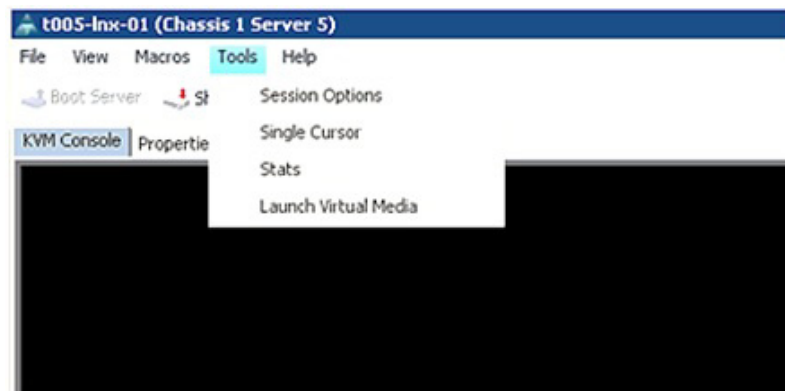 t005-lnx-01 (Chassis 1 Server 5)
File View Macros Tools Help
Boot Server
Session Options
KVM Console
Single Cursor
Stats
Launch Virtual Media